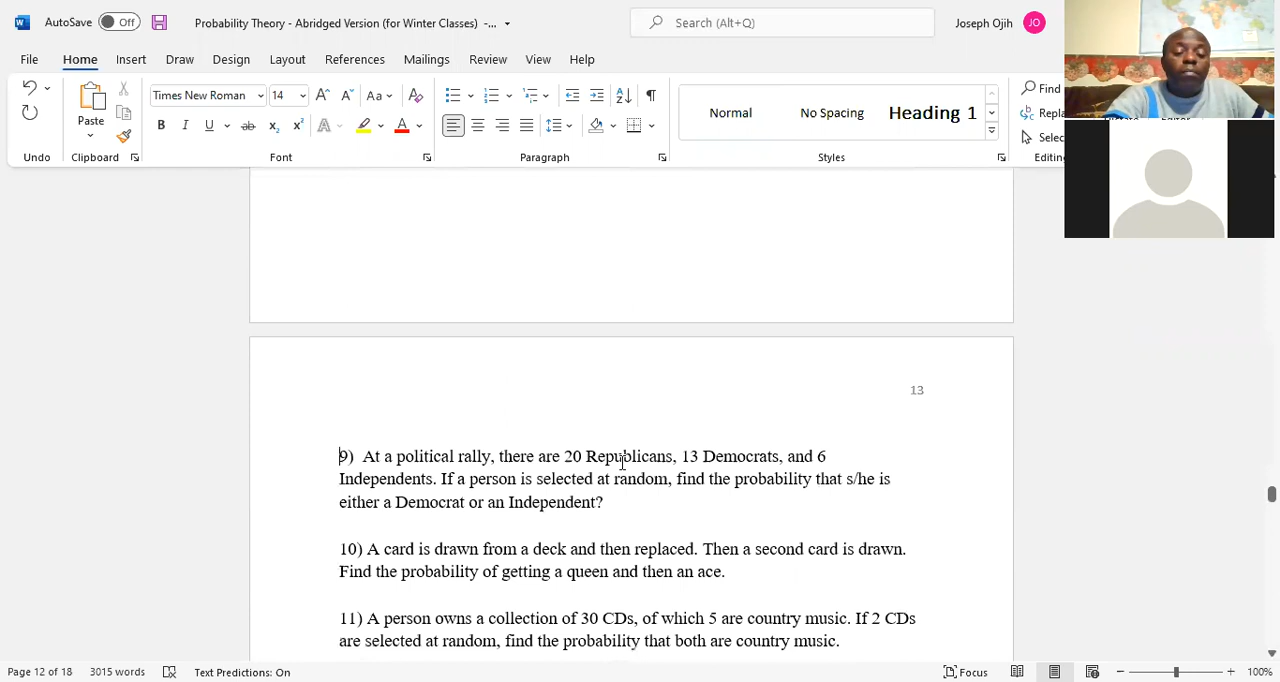 AutoSave Off Probability Theory - Abridged Version (for Winter Classes) -... Search (Alt+Q) Joseph Ojih JO
File Home Insert Draw Design Layout References Mailings Review View Help
Times New Roman 14 Aa Normal No Spacing Heading 1 Find
Paste B I U ab x₂ x² A A Repla
Selec
Undo Clipboard Font Paragraph Styles Editing
13
9) At a political rally, there are 20 Republicans, 13 Democrats, and 6
Independents. If a person is selected at random, find the probability that s/he is
either a Democrat or an Independent?
10) A card is drawn from a deck and then replaced. Then a second card is drawn.
Find the probability of getting a queen and then an ace.
11) A person owns a collection of 30 CDs, of which 5 are country music. If 2 CDs
are selected at random, find the probability that both are country music.
Page 12 of 18 3015 words Text Predictions: On Focus 100%